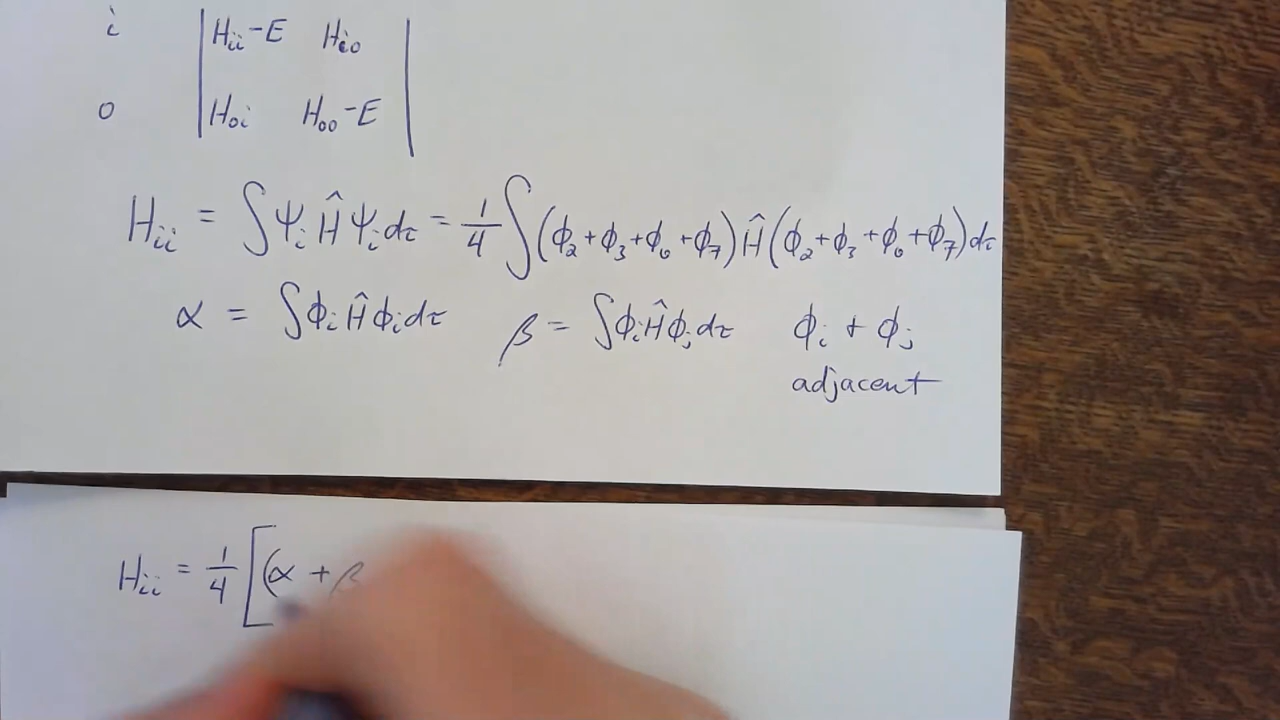 i | Hii-E Hio |
o | Hoi Hoo-E |
Hii = ∫ψi Ĥ ψi dτ = 1/4 ∫(ϕ2+ϕ3+ϕ6+ϕ7) Ĥ (ϕ2+ϕ3+ϕ6+ϕ7) dτ
α = ∫ϕi Ĥ ϕi dτ β = ∫ϕi Ĥ ϕj dτ ϕi + ϕj
adjacent
Hii = 1/4 [(α + β